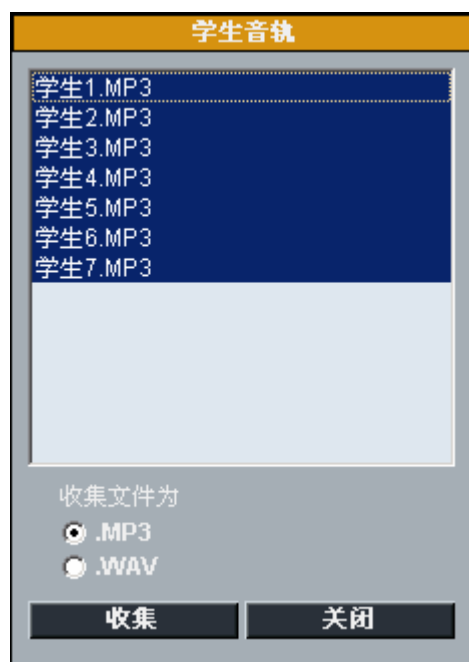 学生音轨
学生1.MP3
学生2.MP3
学生3.MP3
学生4.MP3
学生5.MP3
学生6.MP3
学生7.MP3
收集文件为
.MP3
.WAV
收集
关闭